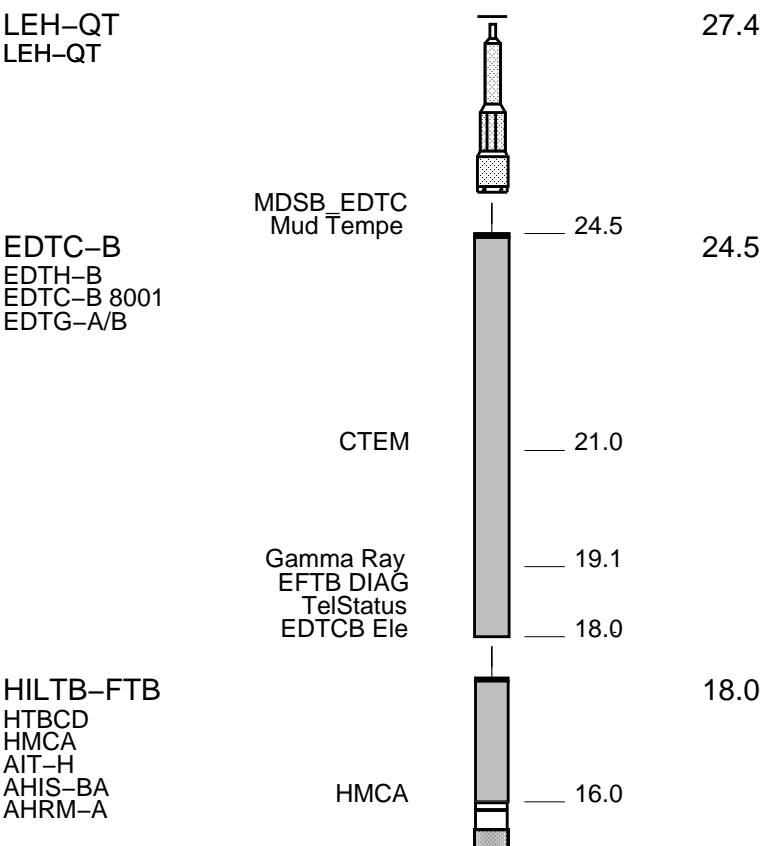 LEH–QT 27.4
LEH–QT
MDSB_EDTC
Mud Tempe 24.5
EDTC–B 24.5
EDTH–B
EDTC–B 8001
EDTG–A/B
CTEM 21.0
Gamma Ray 19.1
EFTB DIAG
TelStatus
EDTCB Ele 18.0
HILTB–FTB 18.0
HTBCD
HMCA
AIT–H
AHIS–BA
HMCA 16.0
AHRM–A